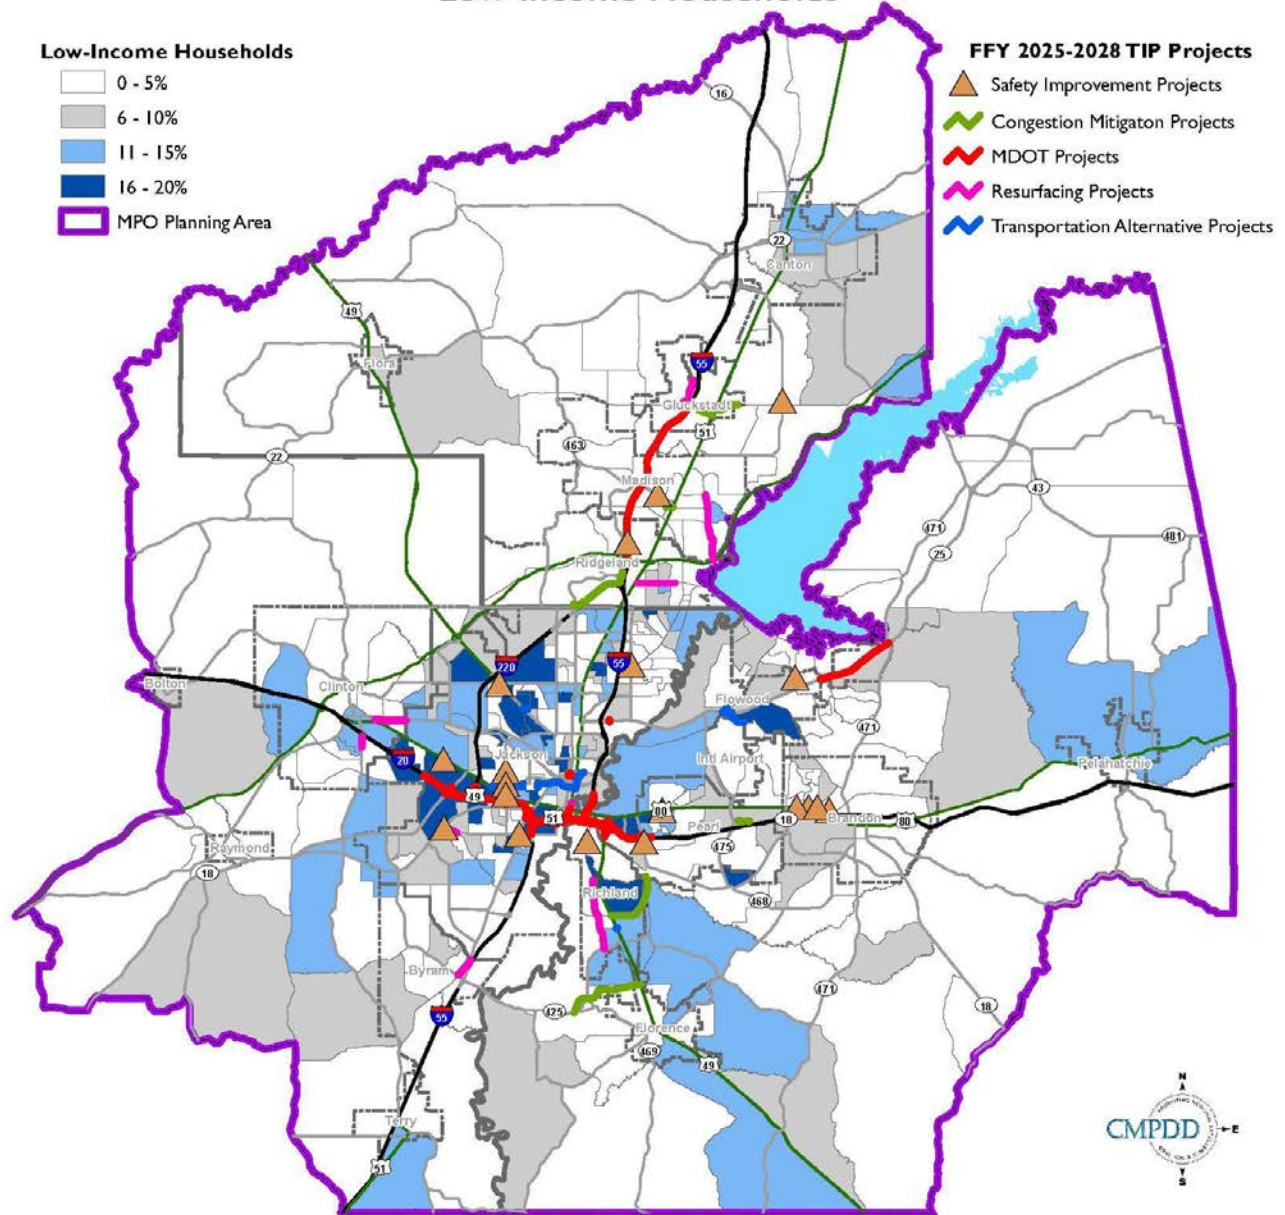 Low-Income Households
Low-Income Households
0 - 5%
6 - 10%
11 - 15%
16 - 20%
MPO Planning Area
FFY 2025-2028 TIP Projects
Safety Improvement Projects
Congestion Mitigaton Projects
MDOT Projects
Resurfacing Projects
Transportation Alternative Projects
16
22
Canton
49
Flora
55
Gluckstadt
51
463
22
Madison
43
471
25
481
Ridgeland
220
55
Bolton
Clinton
Flowood
471
20
Jackson
Intl Airport
Pelahatchie
49
51
80
Pearl
18
Brandon
80
475
Raymond
18
Richland
468
Byram
471
18
425
55
Florence
469
49
Terry
51
N
CMPDD
E
S